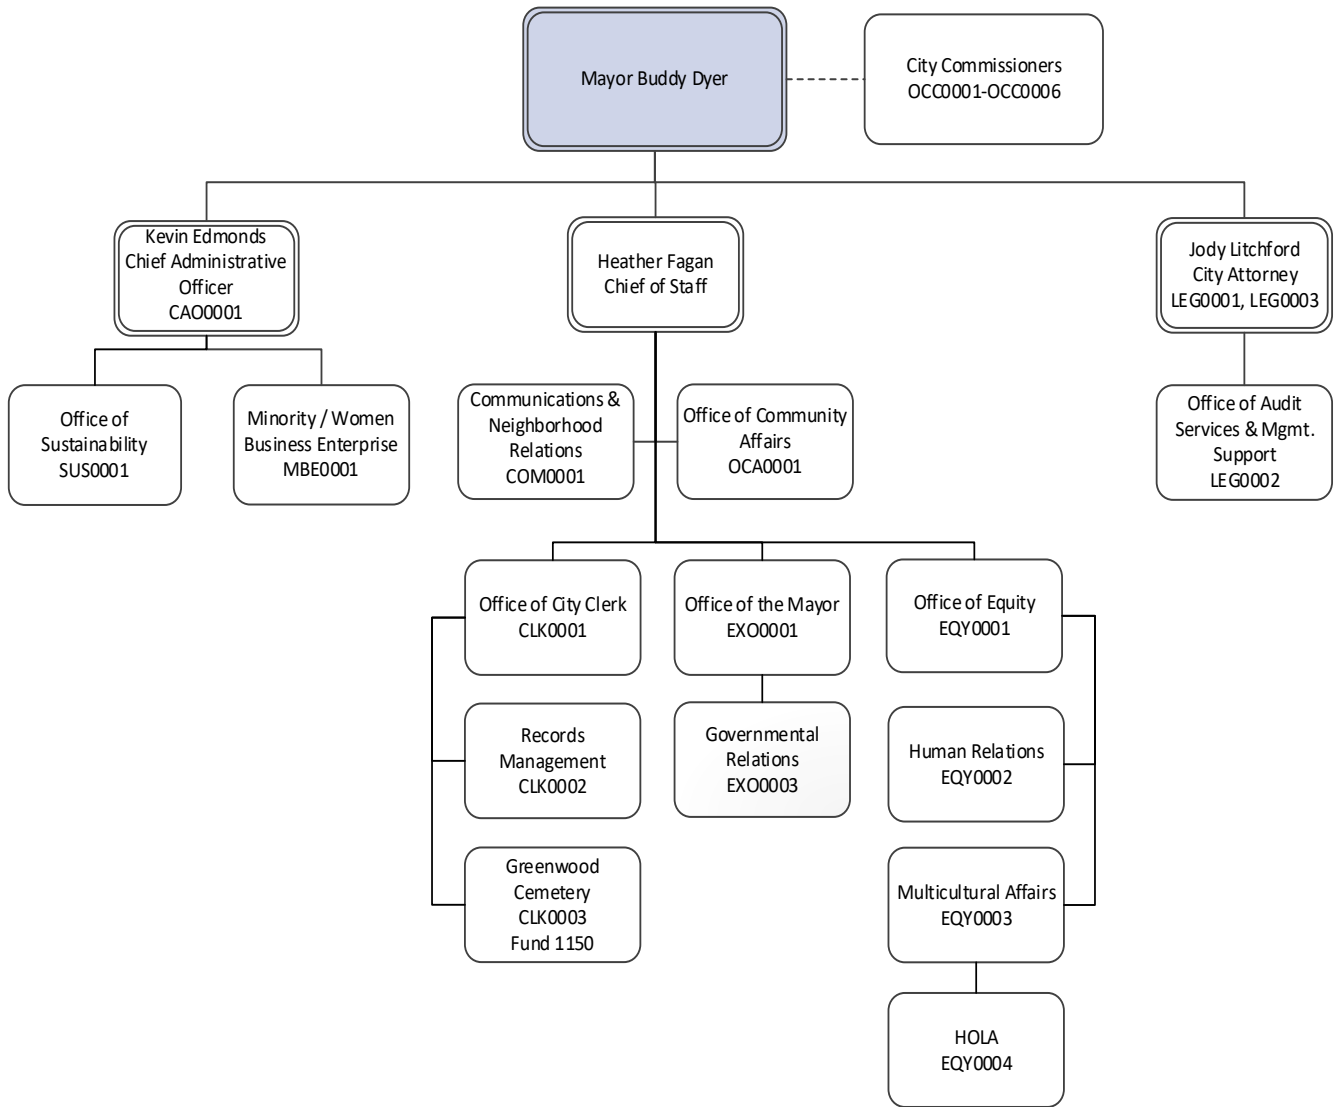 Mayor Buddy Dyer
City Commissioners
OCC0001-OCC0006
Kevin Edmonds
Chief Administrative
Officer
CAO0001
Heather Fagan
Chief of Staff
Jody Litchford
City Attorney
LEG0001, LEG0003
Office of
Sustainability
SUS0001
Minority / Women
Business Enterprise
MBE0001
Communications &
Neighborhood
Relations
COM0001
Office of Community
Affairs
OCA0001
Office of Audit
Services & Mgmt.
Support
LEG0002
Office of City Clerk
CLK0001
Office of the Mayor
EXO0001
Office of Equity
EQY0001
Records
Management
CLK0002
Governmental
Relations
EXO0003
Human Relations
EQY0002
Greenwood
Cemetery
CLK0003
Fund 1150
Multicultural Affairs
EQY0003
HOLA
EQY0004